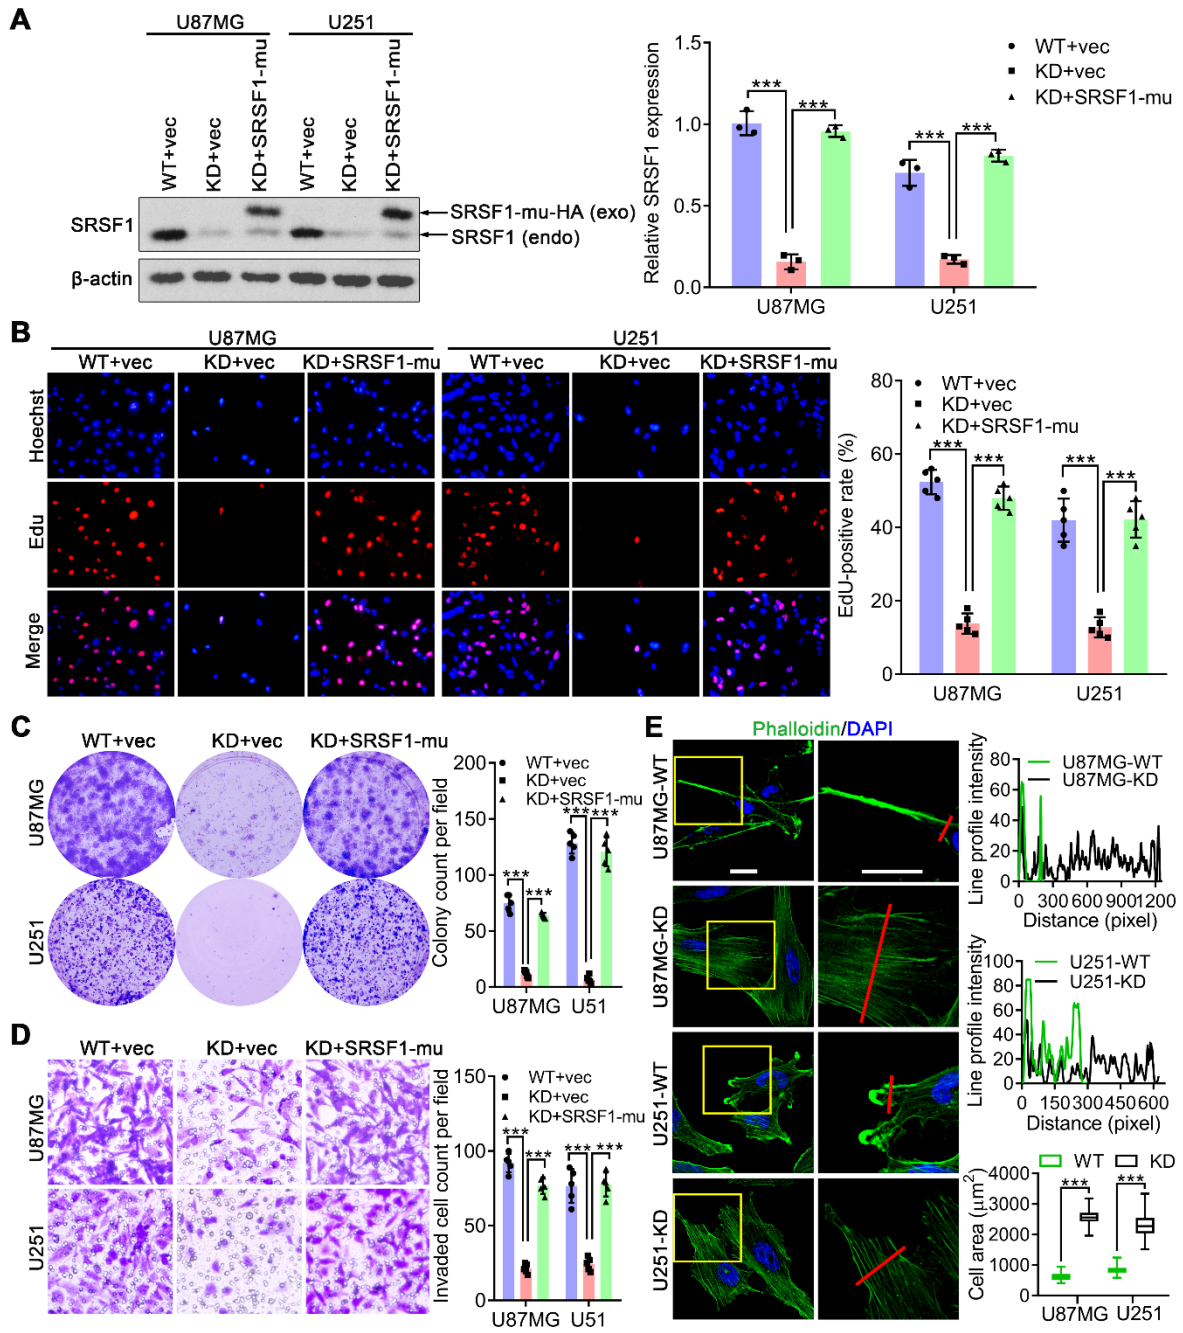 A
U87MG
U251
WT+vec
KD+vec
KD+SRSF1-mu
WT+vec
KD+vec
KD+SRSF1-mu
SRSF1
SRSF1-mu-HA (exo)
SRSF1 (endo)
β-actin
Relative SRSF1 expression
1.5
1.0
0.5
0.0
WT+vec
KD+vec
KD+SRSF1-mu
***
***
***
***
U87MG
U251
B
U87MG
U251
WT+vec
KD+vec
KD+SRSF1-mu
WT+vec
KD+vec
KD+SRSF1-mu
Hoechst
Edu
Merge
EdU-positive rate (%)
80
60
40
20
0
WT+vec
KD+vec
KD+SRSF1-mu
***
***
***
***
U87MG
U251
C
WT+vec
KD+vec
KD+SRSF1-mu
U87MG
U251
Colony count per field
200
150
100
50
0
WT+vec
KD+vec
KD+SRSF1-mu
***
***
***
***
U87MG
U51
D
WT+vec
KD+vec
KD+SRSF1-mu
U87MG
U251
Invaded cell count per field
150
100
50
0
WT+vec
KD+vec
KD+SRSF1-mu
***
***
***
***
U87MG
U51
E
Phalloidin/DAPI
U87MG-WT
U87MG-KD
U251-WT
U251-KD
Line profile intensity
80
60
40
20
0
U87MG-WT
U87MG-KD
0 300 600 900 1200
Distance (pixel)
Line profile intensity
100
80
60
40
20
0
U251-WT
U251-KD
0 150 300 450 600
Distance (pixel)
WT
KD
Cell area (μm²)
4000
3000
2000
1000
0
***
***
U87MG
U251